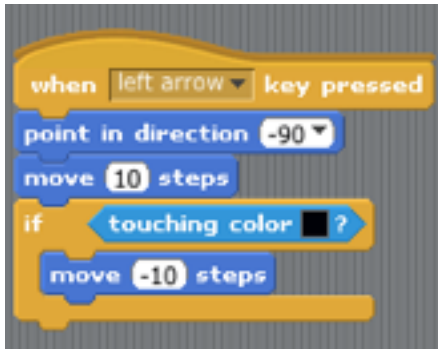 when left arrow key pressed
point in direction -90
move 10 steps
if touching color ?
move -10 steps